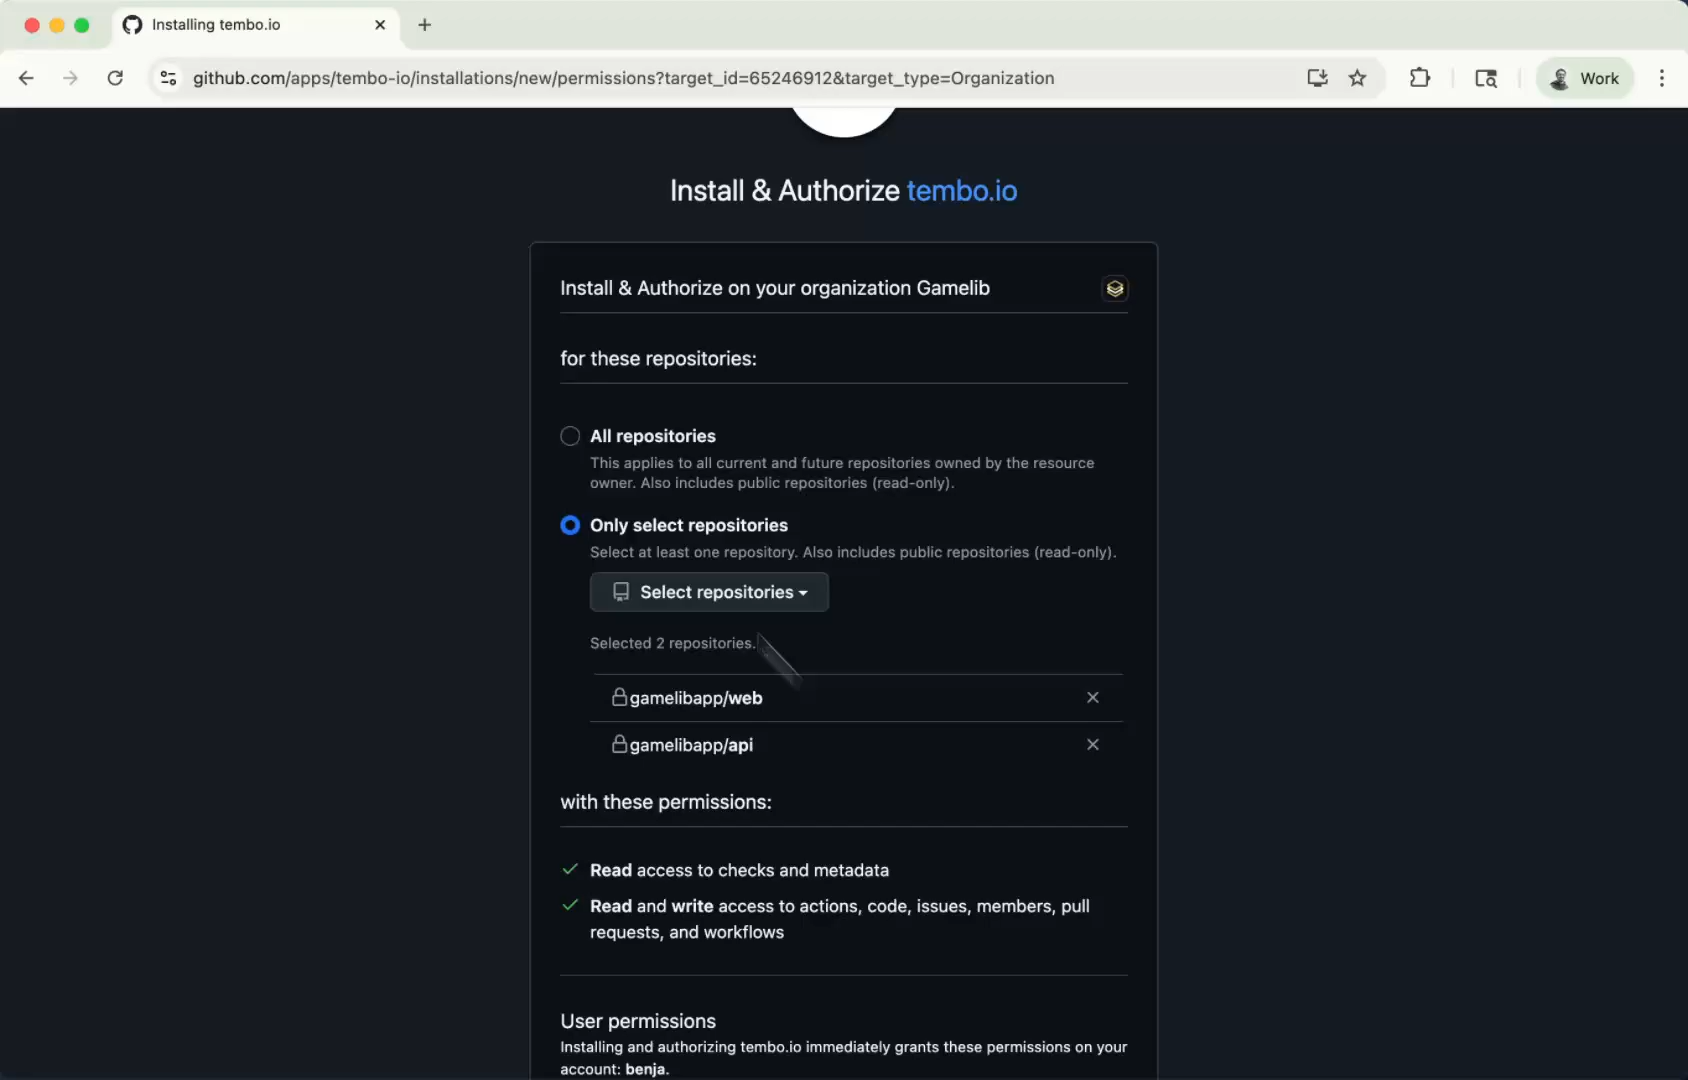 Installing tembo.io
github.com/apps/tembo-io/installations/new/permissions?target_id=65246912&target_type=Organization
Work
Install & Authorize tembo.io
Install & Authorize on your organization Gamelib
for these repositories:
All repositories
This applies to all current and future repositories owned by the resource
owner. Also includes public repositories (read-only).
Only select repositories
Select at least one repository. Also includes public repositories (read-only).
Select repositories
Selected 2 repositories.
gamelibapp/web
gamelibapp/api
with these permissions:
Read access to checks and metadata
Read and write access to actions, code, issues, members, pull
requests, and workflows
User permissions
Installing and authorizing tembo.io immediately grants these permissions on your
account: benja.